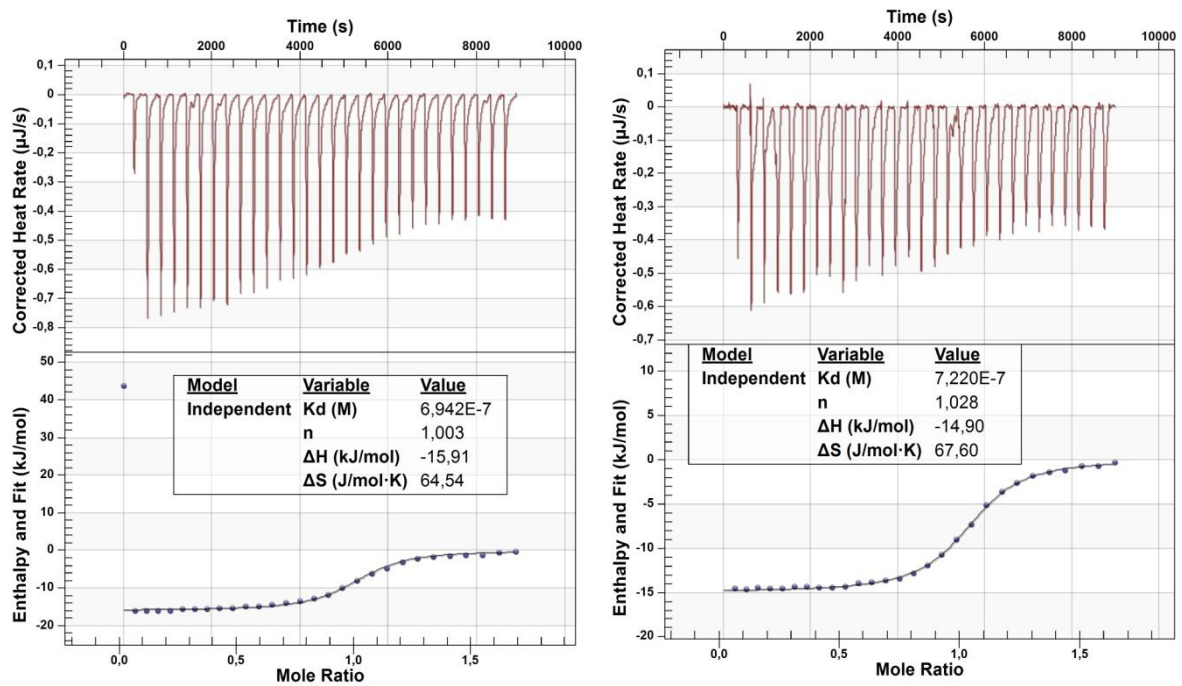 Time (s)
0 2000 4000 6000 8000 10000
Corrected Heat Rate (µJ/s)
0,1
0
-0,1
-0,2
-0,3
-0,4
-0,5
-0,6
-0,7
-0,8
Enthalpy and Fit (kJ/mol)
50
40
30
20
10
0
-10
-20
Model Variable Value
Independent Kd (M) 6,942E-7
n 1,003
ΔH (kJ/mol) -15,91
ΔS (J/mol·K) 64,54
0,0 0,5 1,0 1,5
Mole Ratio
Time (s)
0 2000 4000 6000 8000 10000
Corrected Heat Rate (µJ/s)
0,1
0
-0,1
-0,2
-0,3
-0,4
-0,5
-0,6
-0,7
Enthalpy and Fit (kJ/mol)
10
5
0
-5
-10
-15
-20
Model Variable Value
Independent Kd (M) 7,220E-7
n 1,028
ΔH (kJ/mol) -14,90
ΔS (J/mol·K) 67,60
0,0 0,5 1,0 1,5
Mole Ratio